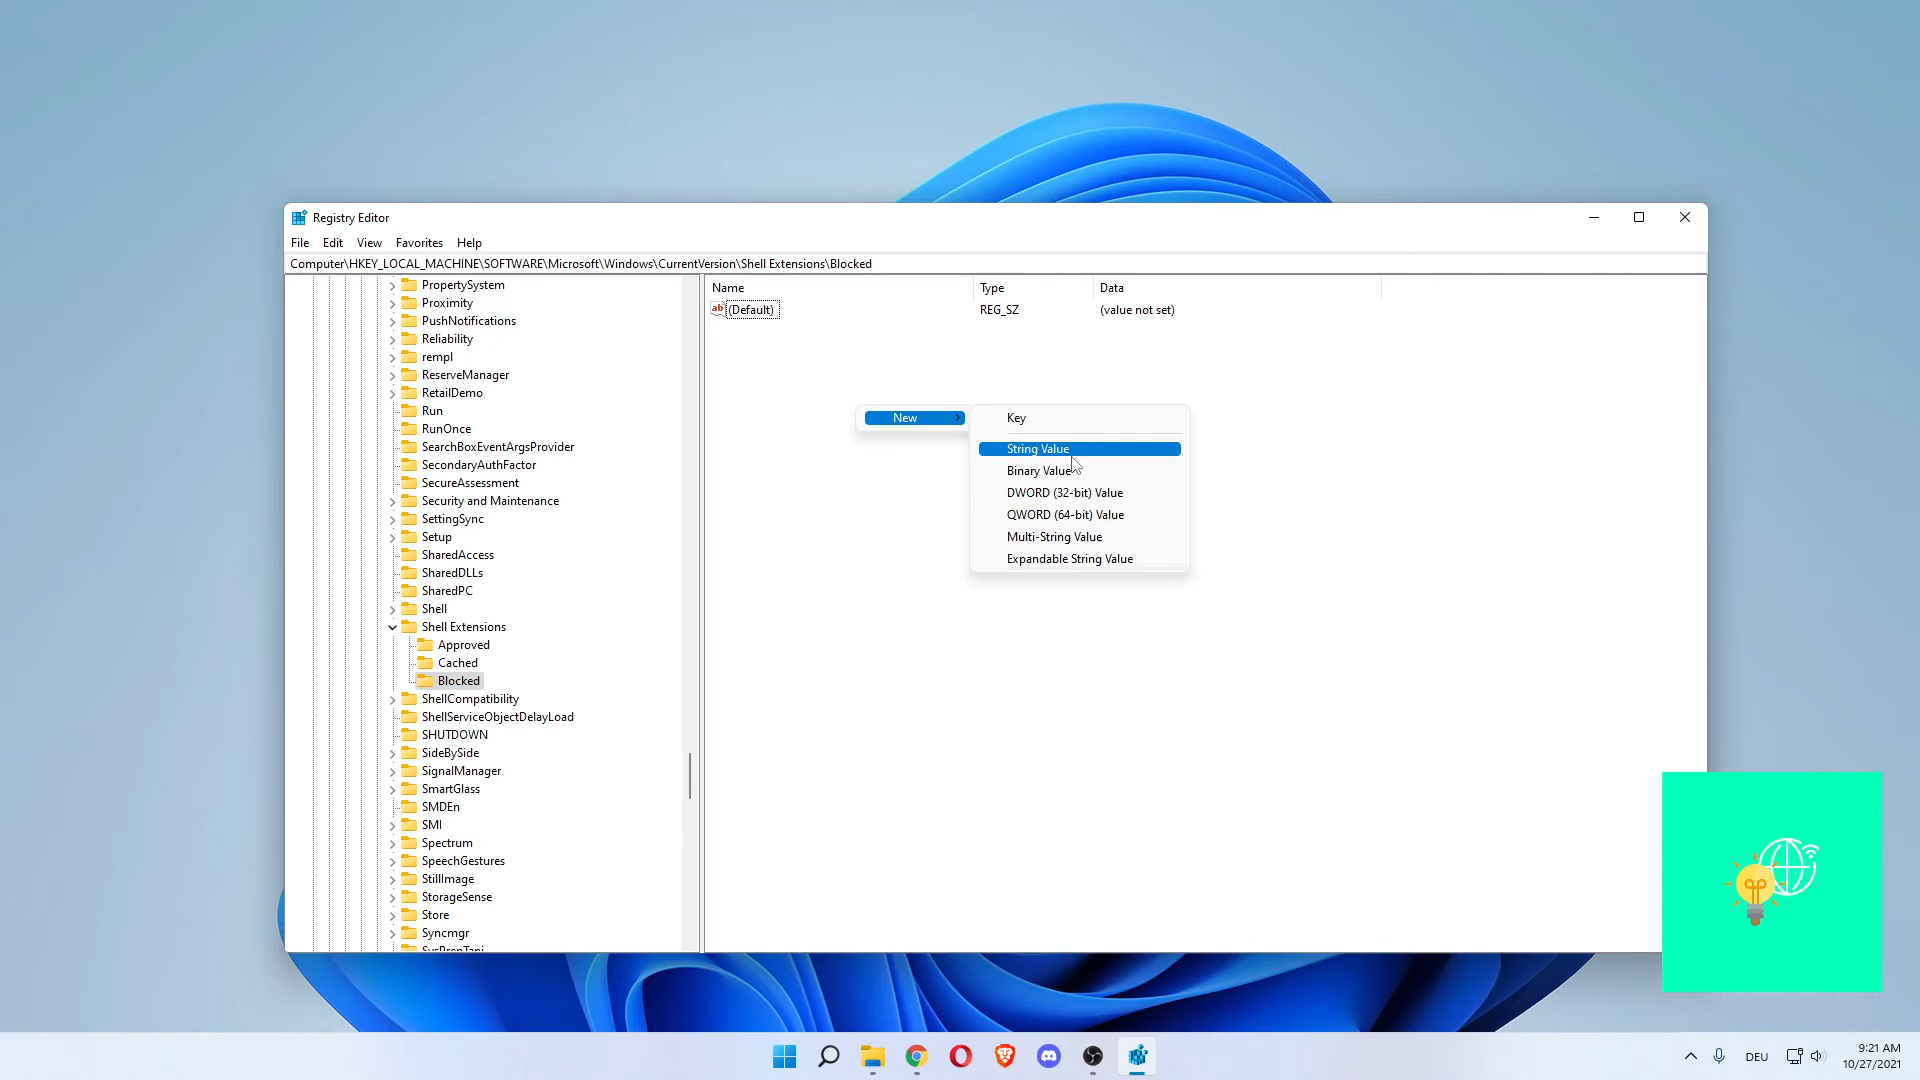 Registry Editor
File Edit View Favorites Help
Computer\HKEY_LOCAL_MACHINE\SOFTWARE\Microsoft\Windows\CurrentVersion\Shell Extensions\Blocked
PropertySystem
Proximity
PushNotifications
Reliability
rempl
ReserveManager
RetailDemo
Run
RunOnce
SearchBoxEventArgsProvider
SecondaryAuthFactor
SecureAssessment
Security and Maintenance
SettingSync
Setup
SharedAccess
SharedDLLs
SharedPC
Shell
Shell Extensions
Approved
Cached
Blocked
ShellCompatibility
ShellServiceObjectDelayLoad
SHUTDOWN
SideBySide
SignalManager
SmartGlass
SMDEn
SMI
Spectrum
SpeechGestures
StillImage
StorageSense
Store
Syncmgr
Name Type Data
ab (Default) REG_SZ (value not set)
New
Key
String Value
Binary Value
DWORD (32-bit) Value
QWORD (64-bit) Value
Multi-String Value
Expandable String Value
DEU
9:21 AM
10/27/2021